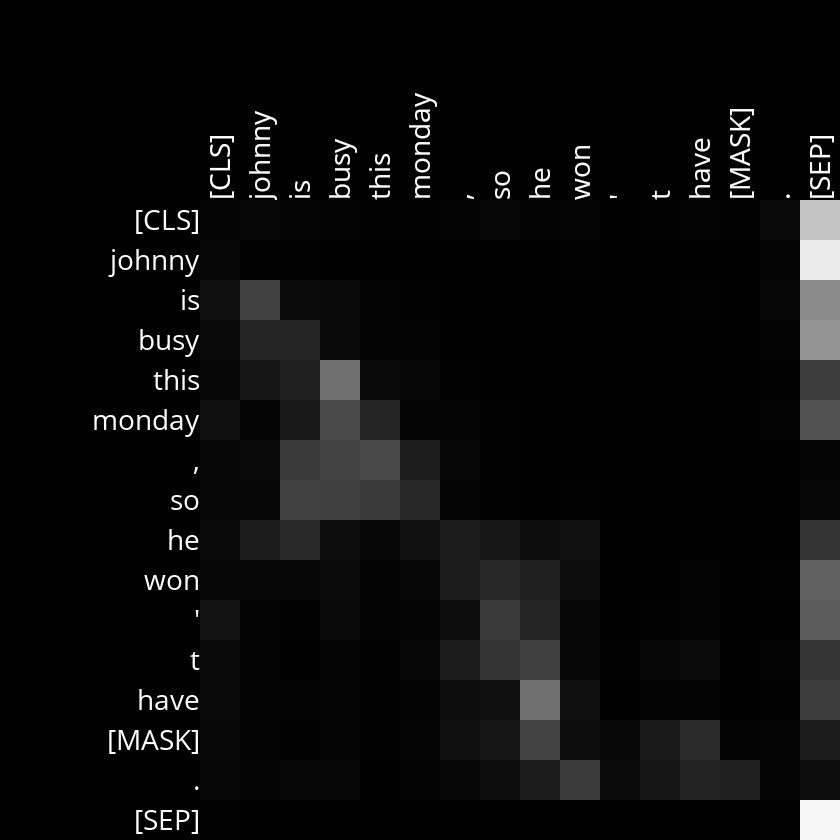 [CLS] johnny is busy this monday , so he won ' t have [MASK] . [SEP]
[CLS]
johnny
is
busy
this
monday
,
so
he
won
'
t
have
[MASK]
.
[SEP]